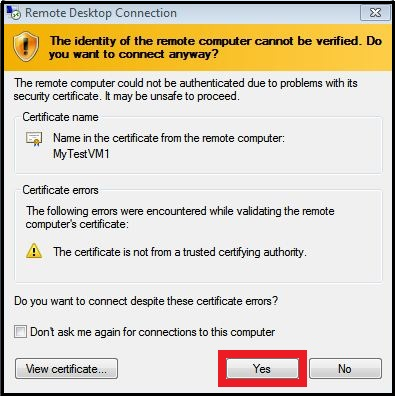 Remote Desktop Connection
The identity of the remote computer cannot be verified. Do
you want to connect anyway?
The remote computer could not be authenticated due to problems with its
security certificate. It may be unsafe to proceed.
Certificate name
Name in the certificate from the remote computer:
MyTestVM1
Certificate errors
The following errors were encountered while validating the remote
computer's certificate:
The certificate is not from a trusted certifying authority.
Do you want to connect despite these certificate errors?
Don't ask me again for connections to this computer
View certificate... Yes No